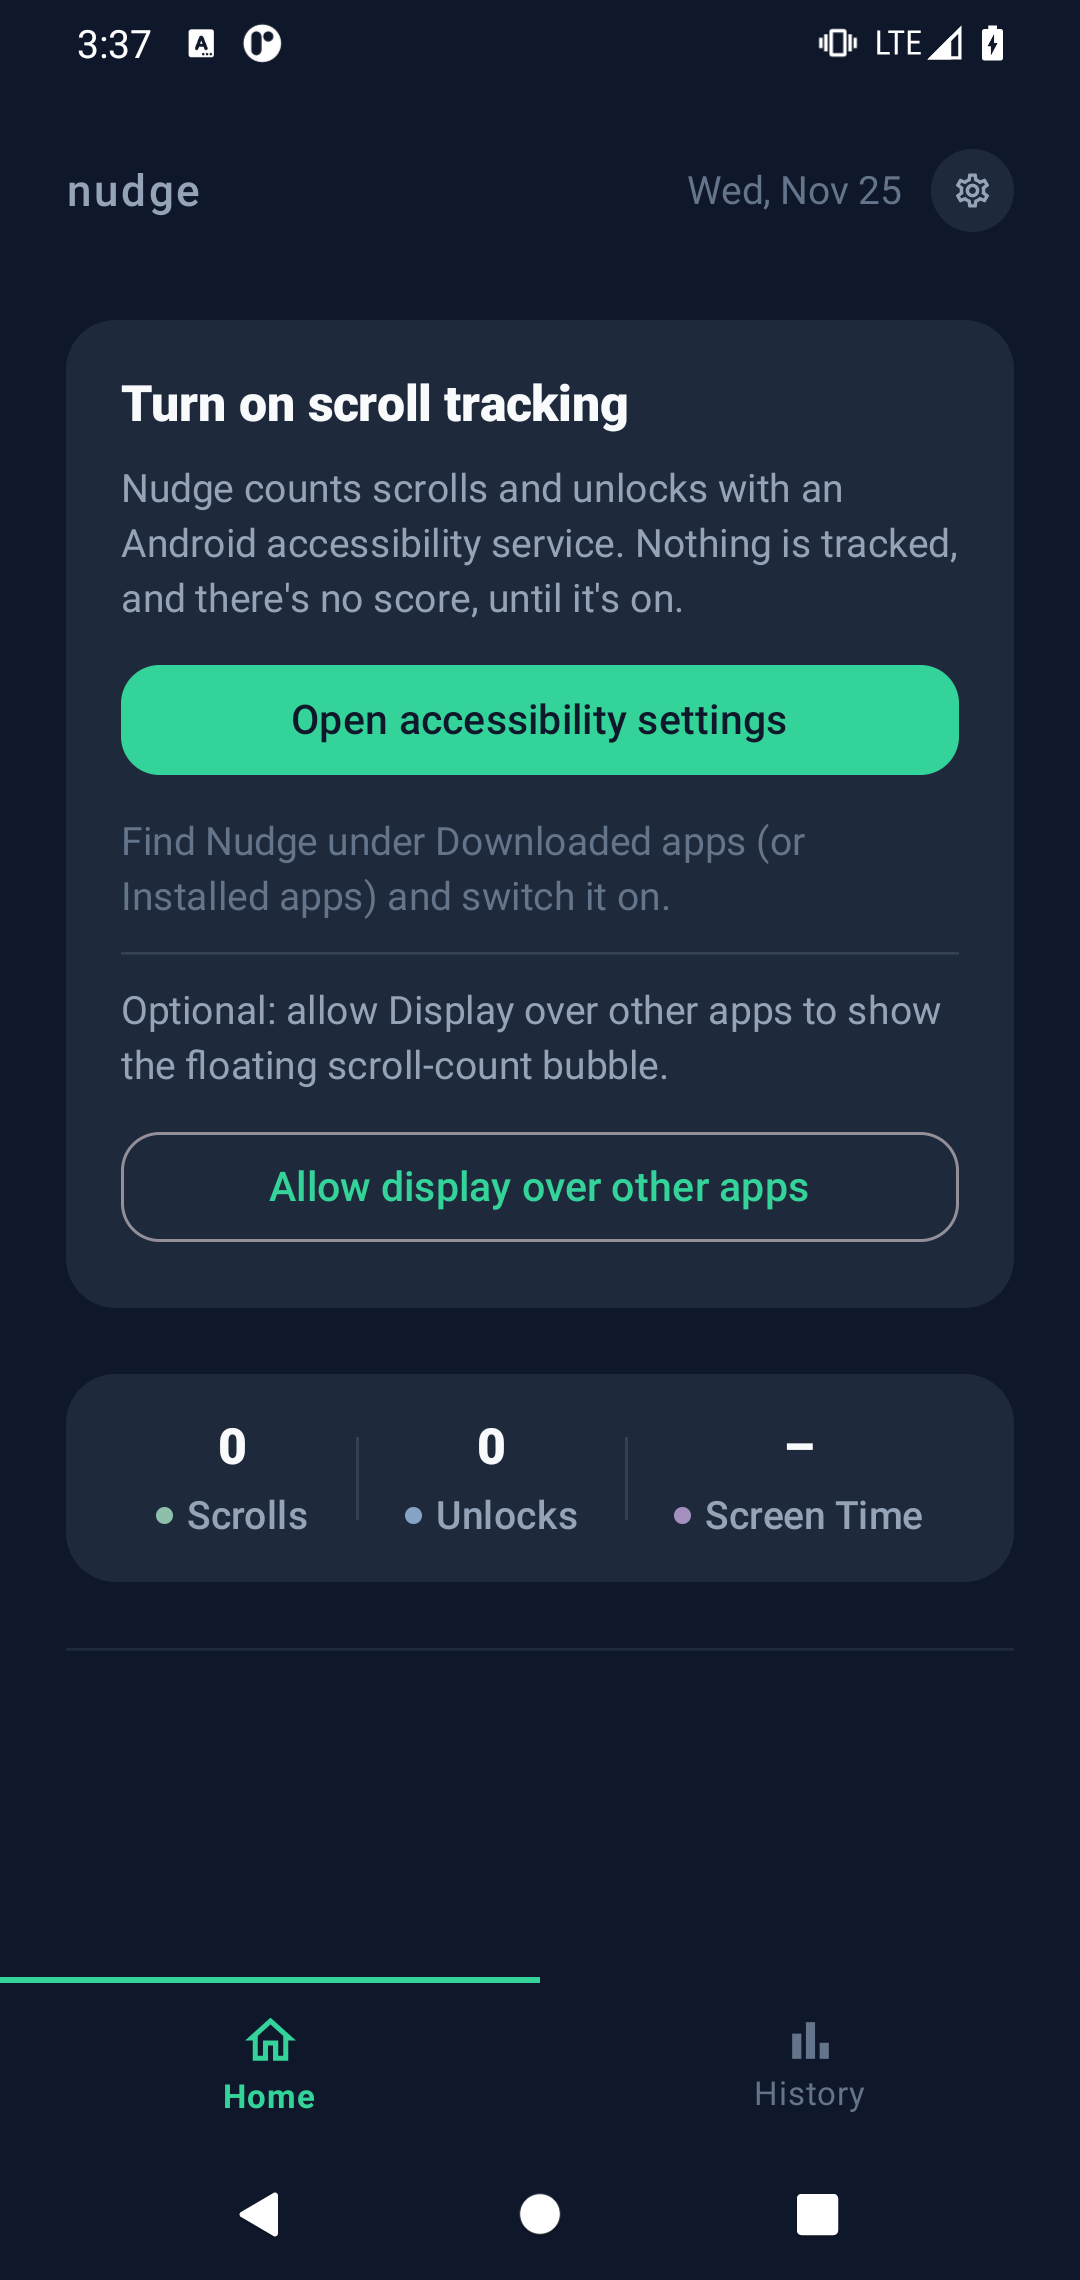 3:37
LTE
nudge
Wed, Nov 25
Turn on scroll tracking
Nudge counts scrolls and unlocks with an
Android accessibility service. Nothing is tracked,
and there's no score, until it's on.
Open accessibility settings
Find Nudge under Downloaded apps (or
Installed apps) and switch it on.
Optional: allow Display over other apps to show
the floating scroll-count bubble.
Allow display over other apps
0 0 –
Scrolls Unlocks Screen Time
Home History